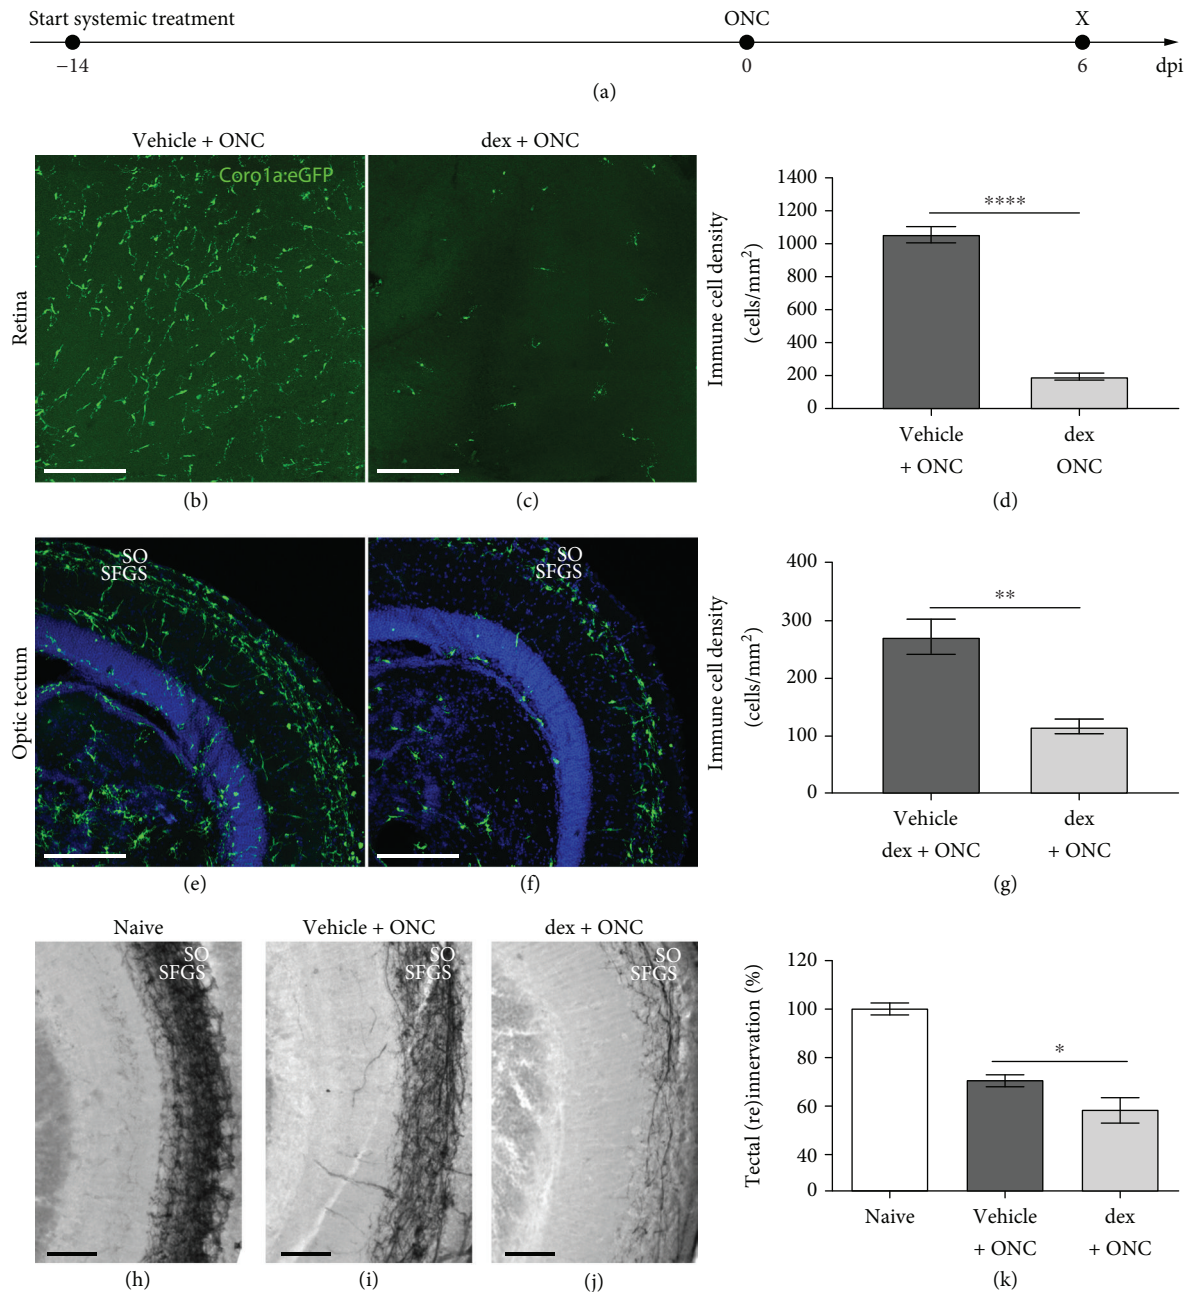 Start systemic treatment
ONC
X
−14
0
6
dpi
(a)
Vehicle + ONC
dex + ONC
Retina
Coro1a:eGFP
(b)
(c)
Immune cell density
(cells/mm²)
1400
1200
1000
800
600
400
200
0
****
Vehicle
+ ONC
dex
ONC
(d)
Optic tectum
SO
SFGS
SO
SFGS
(e)
(f)
Immune cell density
(cells/mm²)
400
300
200
100
0
**
Vehicle
dex + ONC
dex
+ ONC
(g)
Naive
Vehicle + ONC
dex + ONC
SO
SFGS
SO
SFGS
SO
SFGS
(h)
(i)
(j)
Tectal (re)innervation (%)
120
100
80
60
40
0
*
Naive
Vehicle
+ ONC
dex
+ ONC
(k)